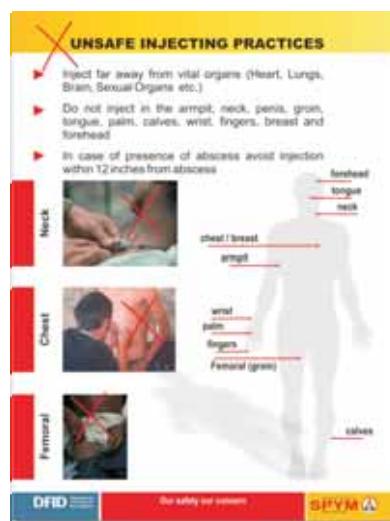 UNSAFE INJECTING PRACTICES
Inject far away from vital organs (Heart, Lungs,
Brain, Sexual Organs etc.)
Do not inject in the armpit, neck, penis, groin,
tongue, palm, calves, wrist, fingers, breast and
forehead
In case of presence of abscess avoid injection
within 12 inches from abscess
forehead
tongue
neck
Neck
chest / breast
armpit
Chest
wrist
palm
fingers
Femoral (groin)
Femoral
calves
DFID
Our safety our concern
SPYM